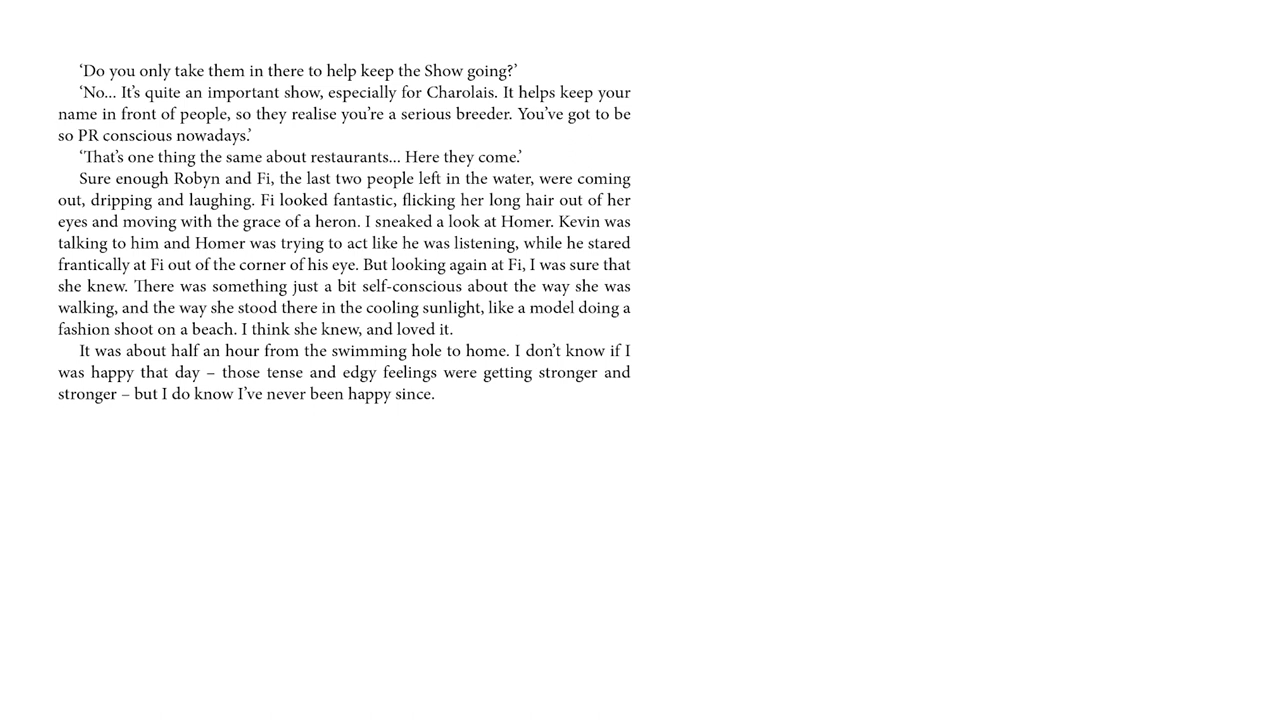 ‘Do you only take them in there to help keep the Show going?’
‘No... It’s quite an important show, especially for Charolais. It helps keep your
name in front of people, so they realise you’re a serious breeder. You’ve got to be
so PR conscious nowadays.’
‘That’s one thing the same about restaurants... Here they come.’
Sure enough Robyn and Fi, the last two people left in the water, were coming
out, dripping and laughing. Fi looked fantastic, flicking her long hair out of her
eyes and moving with the grace of a heron. I sneaked a look at Homer. Kevin was
talking to him and Homer was trying to act like he was listening, while he stared
frantically at Fi out of the corner of his eye. But looking again at Fi, I was sure that
she knew. There was something just a bit self-conscious about the way she was
walking, and the way she stood there in the cooling sunlight, like a model doing a
fashion shoot on a beach. I think she knew, and loved it.
It was about half an hour from the swimming hole to home. I don’t know if I
was happy that day – those tense and edgy feelings were getting stronger and
stronger – but I do know I’ve never been happy since.